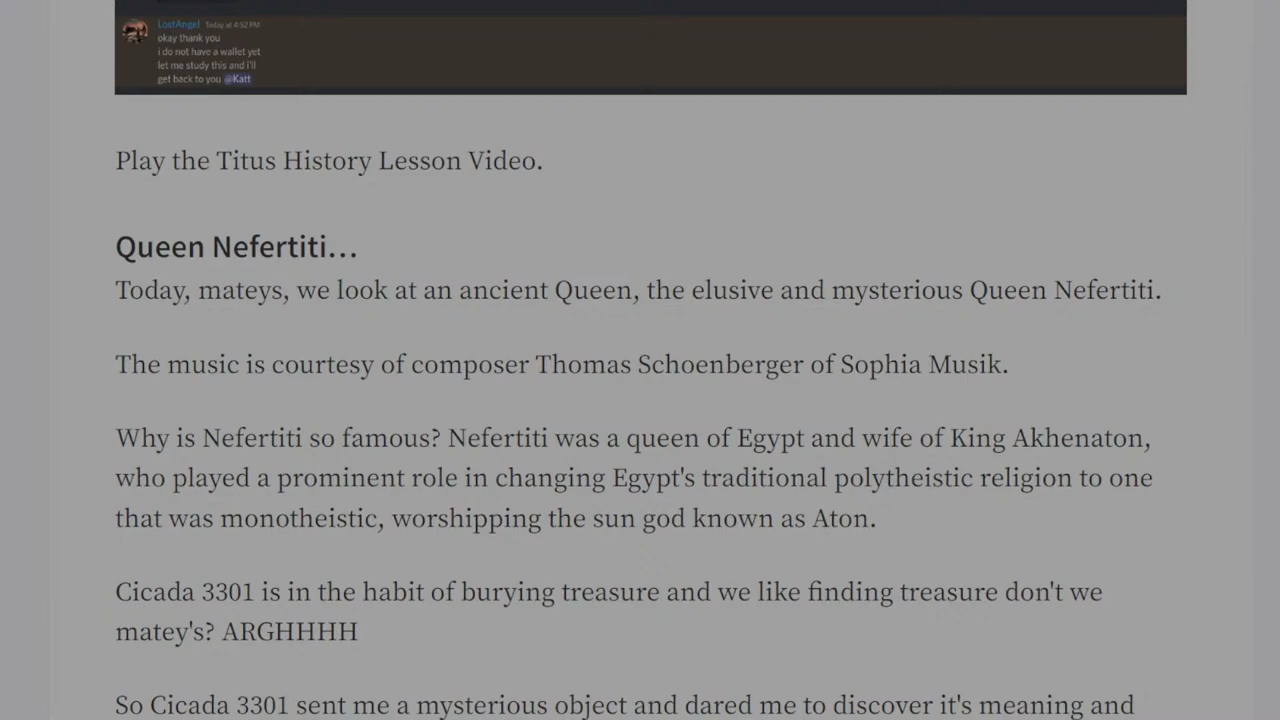 LostAngel Today at 4:52 PM
okay thank you
i do not have a wallet yet
let me study this and i'll
get back to you @Katt
Play the Titus History Lesson Video.
Queen Nefertiti...
Today, mateys, we look at an ancient Queen, the elusive and mysterious Queen Nefertiti.
The music is courtesy of composer Thomas Schoenberger of Sophia Musik.
Why is Nefertiti so famous? Nefertiti was a queen of Egypt and wife of King Akhenaton,
who played a prominent role in changing Egypt's traditional polytheistic religion to one
that was monotheistic, worshipping the sun god known as Aton.
Cicada 3301 is in the habit of burying treasure and we like finding treasure don't we
matey's? ARGHHHH
So Cicada 3301 sent me a mysterious object and dared me to discover it's meaning and